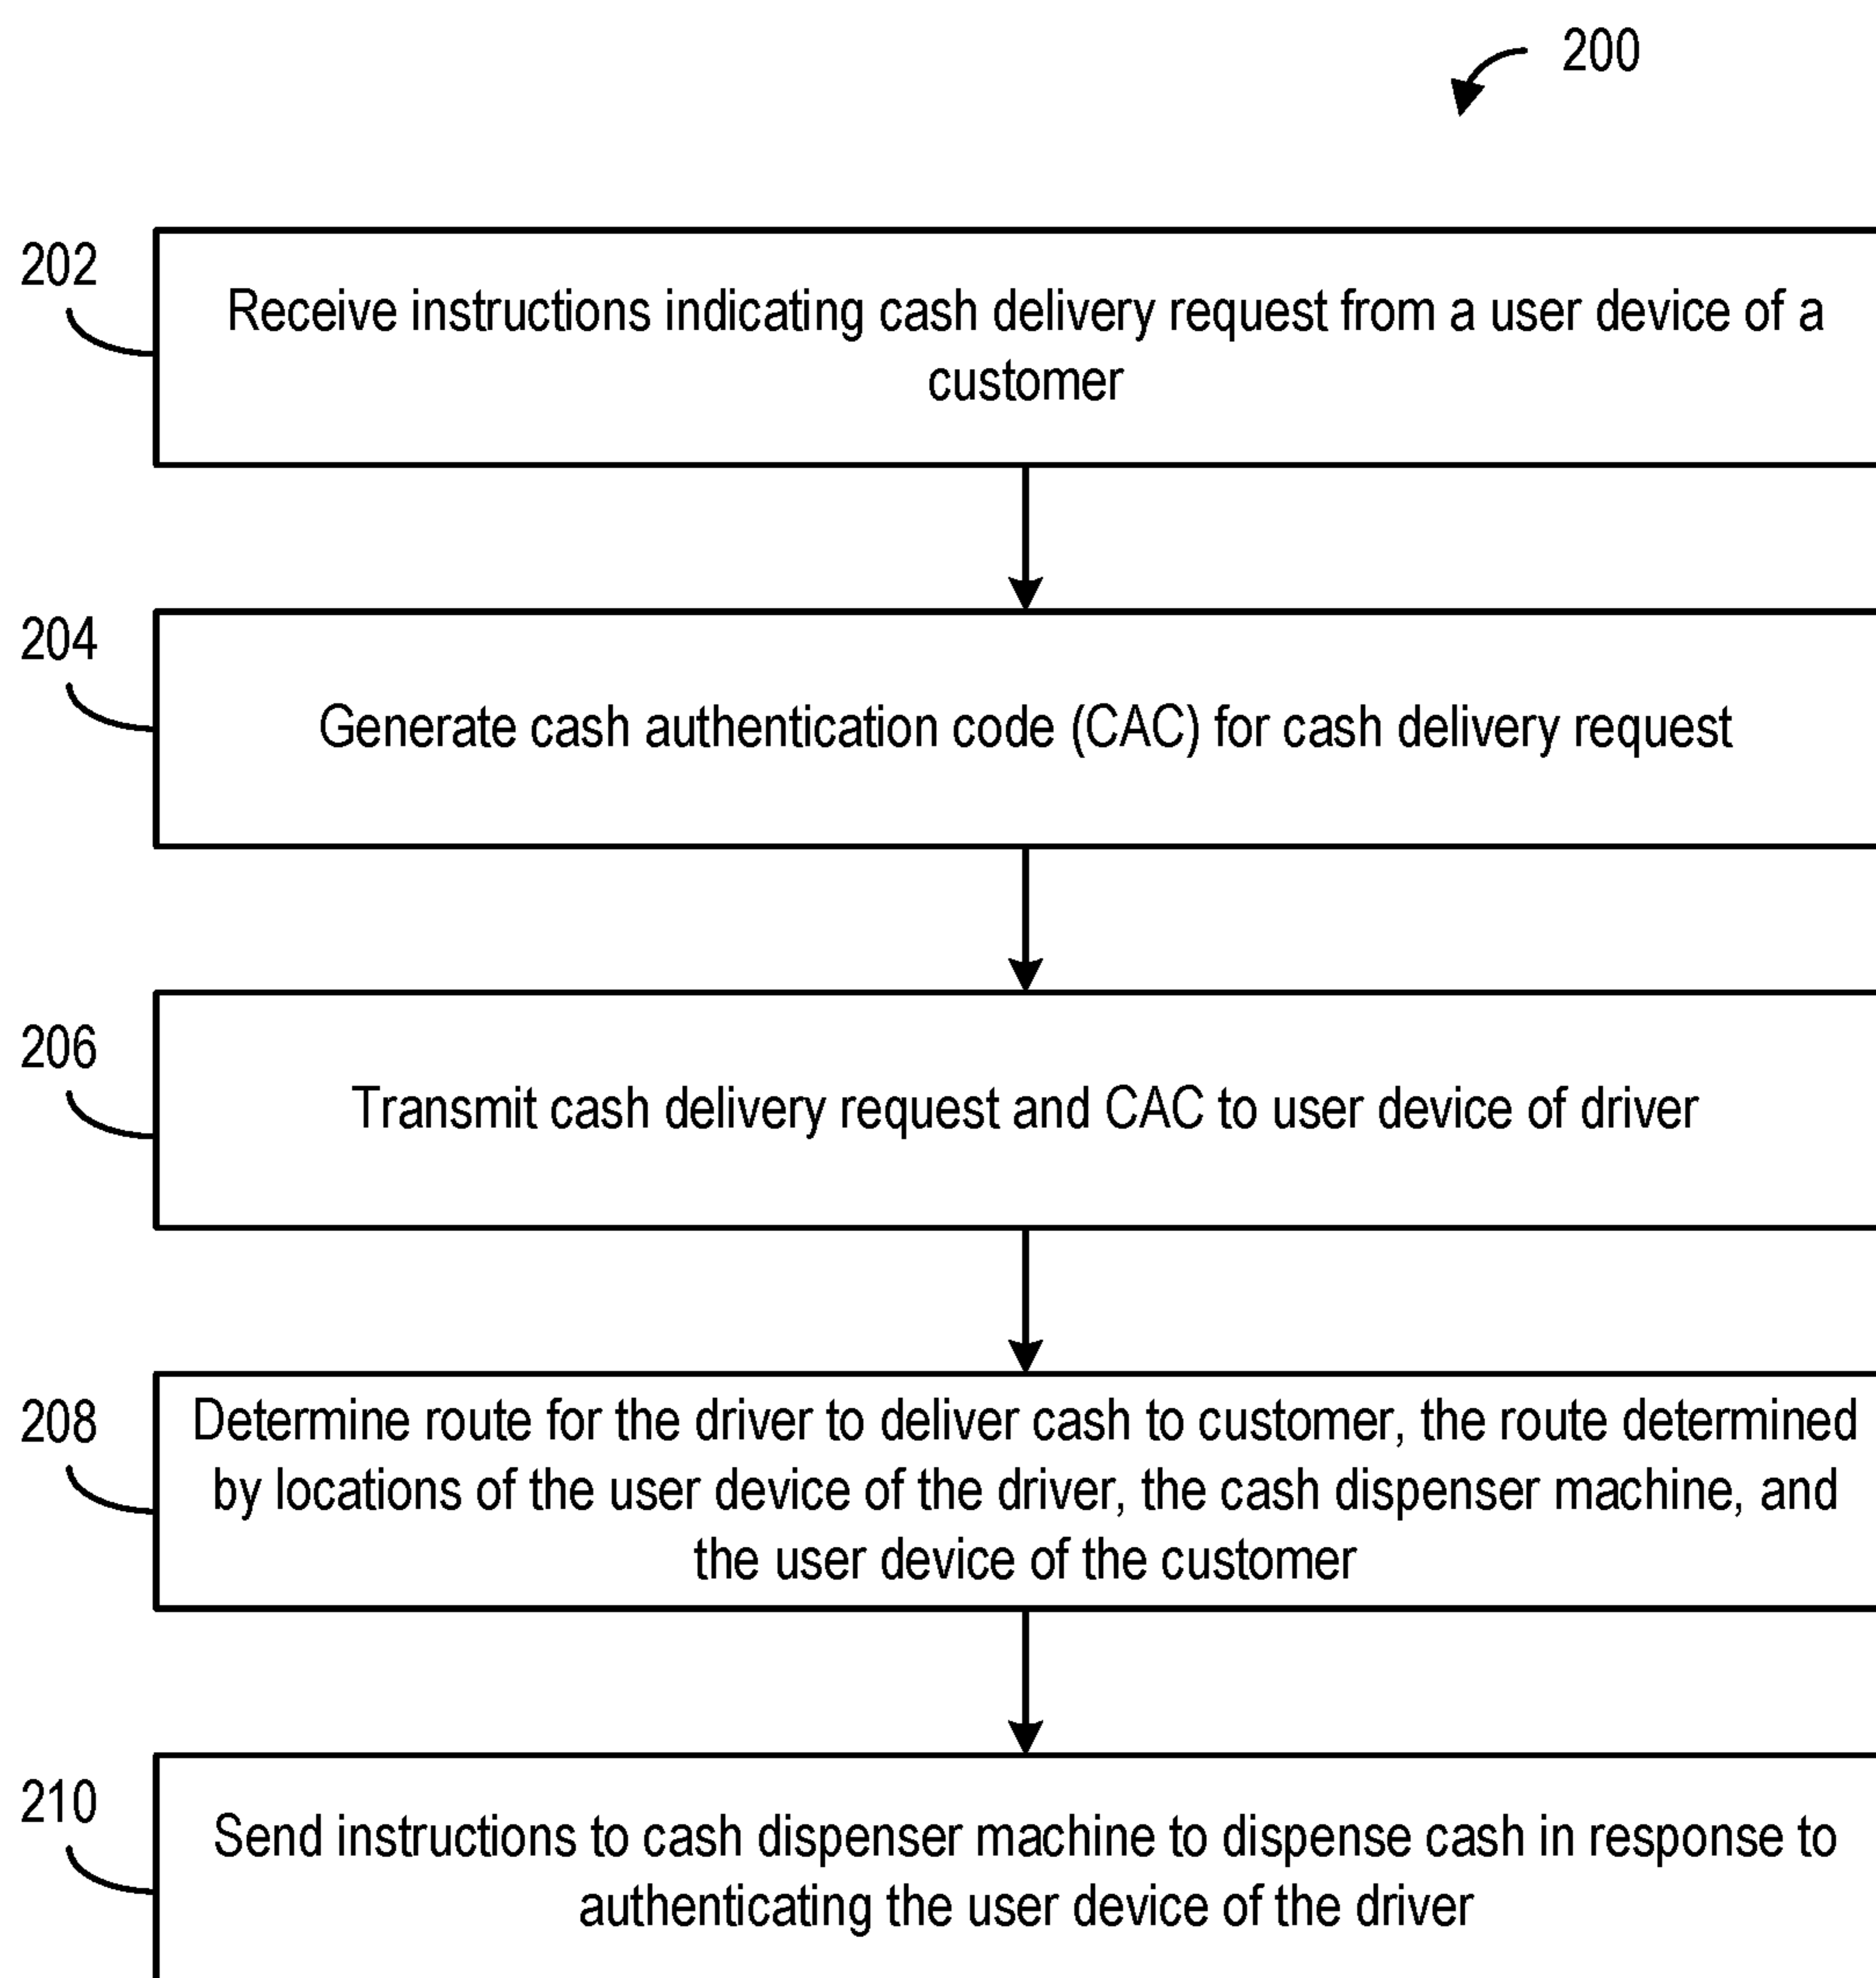 200
202
Receive instructions indicating cash delivery request from a user device of a
customer
204
Generate cash authentication code (CAC) for cash delivery request
206
Transmit cash delivery request and CAC to user device of driver
208
Determine route for the driver to deliver cash to customer, the route determined
by locations of the user device of the driver, the cash dispenser machine, and
the user device of the customer
210
Send instructions to cash dispenser machine to dispense cash in response to
authenticating the user device of the driver